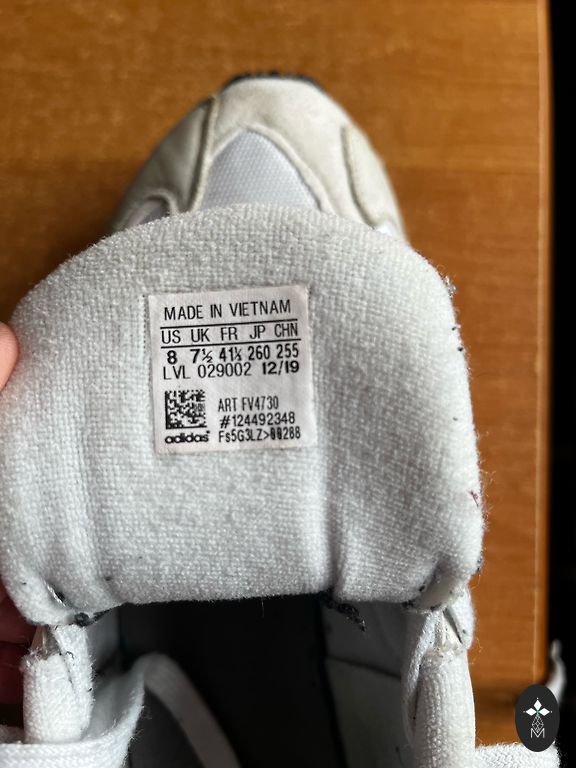 MADE IN VIETNAM
US UK FR JP CHN
8 7½ 41⅓ 260 255
LVL 029002 12/19
ART FV4730
#124492348
adidas Fs5G3LZ>00288
M